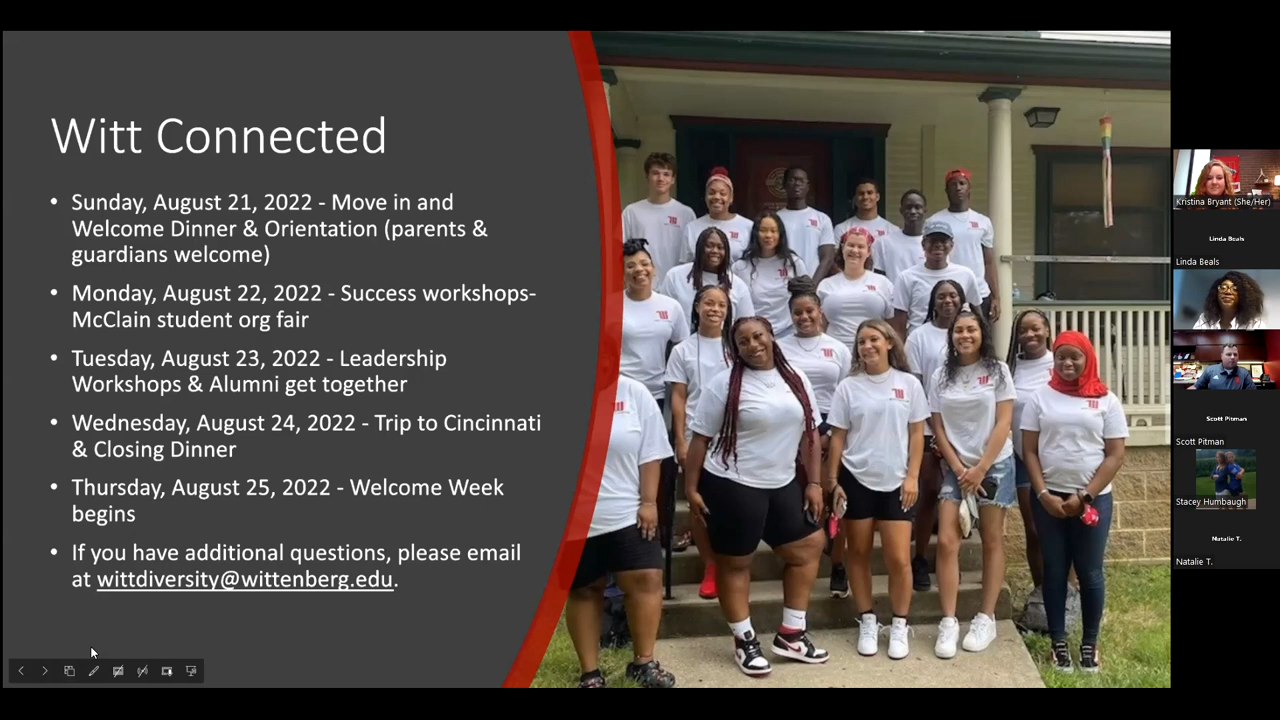 Witt Connected
• Sunday, August 21, 2022 - Move in and
Welcome Dinner & Orientation (parents &
guardians welcome)
• Monday, August 22, 2022 - Success workshops-
McClain student org fair
• Tuesday, August 23, 2022 - Leadership
Workshops & Alumni get together
• Wednesday, August 24, 2022 - Trip to Cincinnati
& Closing Dinner
• Thursday, August 25, 2022 - Welcome Week
begins
• If you have additional questions, please email
at wittdiversity@wittenberg.edu.
Kristina Bryant (She/Her)
Linda Beals
Linda Beals
Scott Pitman
Scott Pitman
Stacey Humbaugh
Natalie T.
Natalie T.